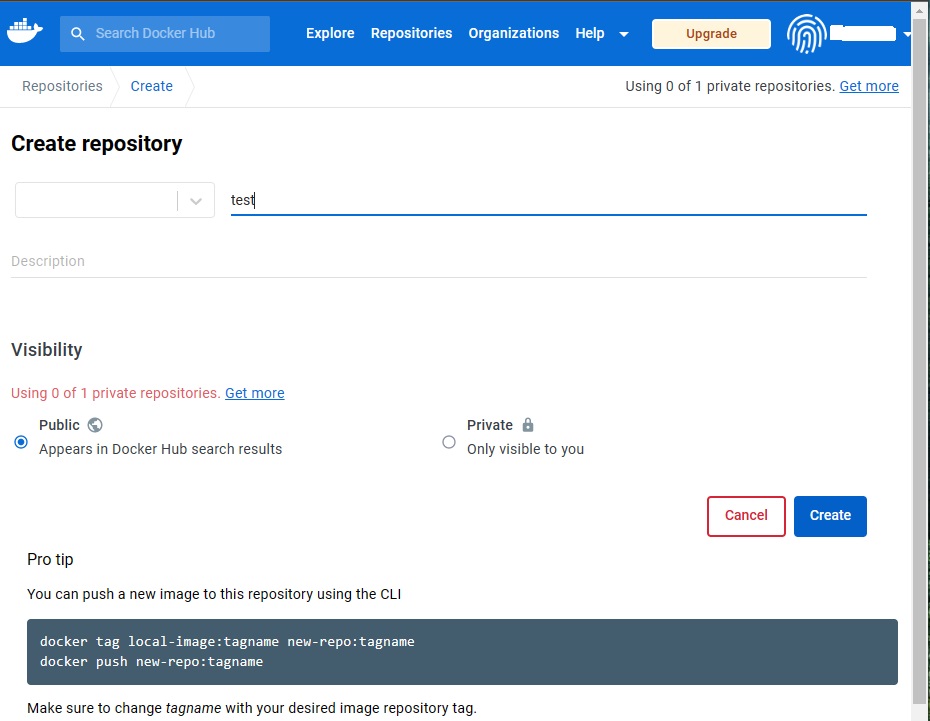 Search Docker Hub Explore Repositories Organizations Help Upgrade
Repositories Create Using 0 of 1 private repositories. Get more
Create repository
test
Description
Visibility
Using 0 of 1 private repositories. Get more
Public Private
Appears in Docker Hub search results Only visible to you
Cancel Create
Pro tip
You can push a new image to this repository using the CLI
docker tag local-image:tagname new-repo:tagname
docker push new-repo:tagname
Make sure to change tagname with your desired image repository tag.